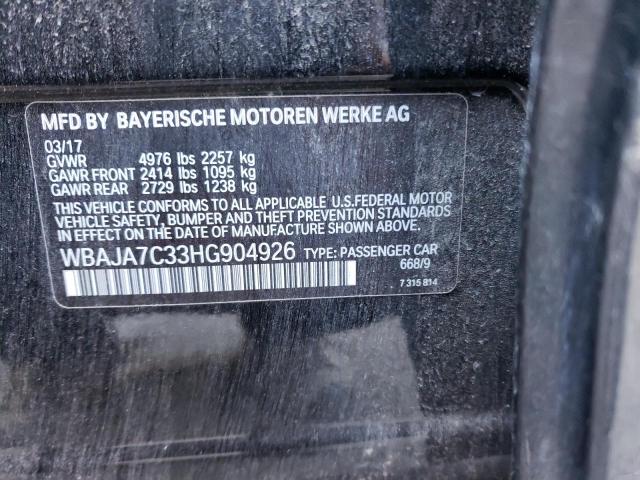 MFD BY BAYERISCHE MOTOREN WERKE AG
03/17
GVWR 4976 lbs 2257 kg
GAWR FRONT 2414 lbs 1095 kg
GAWR REAR 2729 lbs 1238 kg
THIS VEHICLE CONFORMS TO ALL APPLICABLE U.S.FEDERAL MOTOR
VEHICLE SAFETY, BUMPER, AND THEFT PREVENTION STANDARDS
IN EFFECT ON THE DATE OF MANUFACTURE SHOWN ABOVE.
WBAJA7C33HG904926 TYPE: PASSENGER CAR
668/9
7 315 814